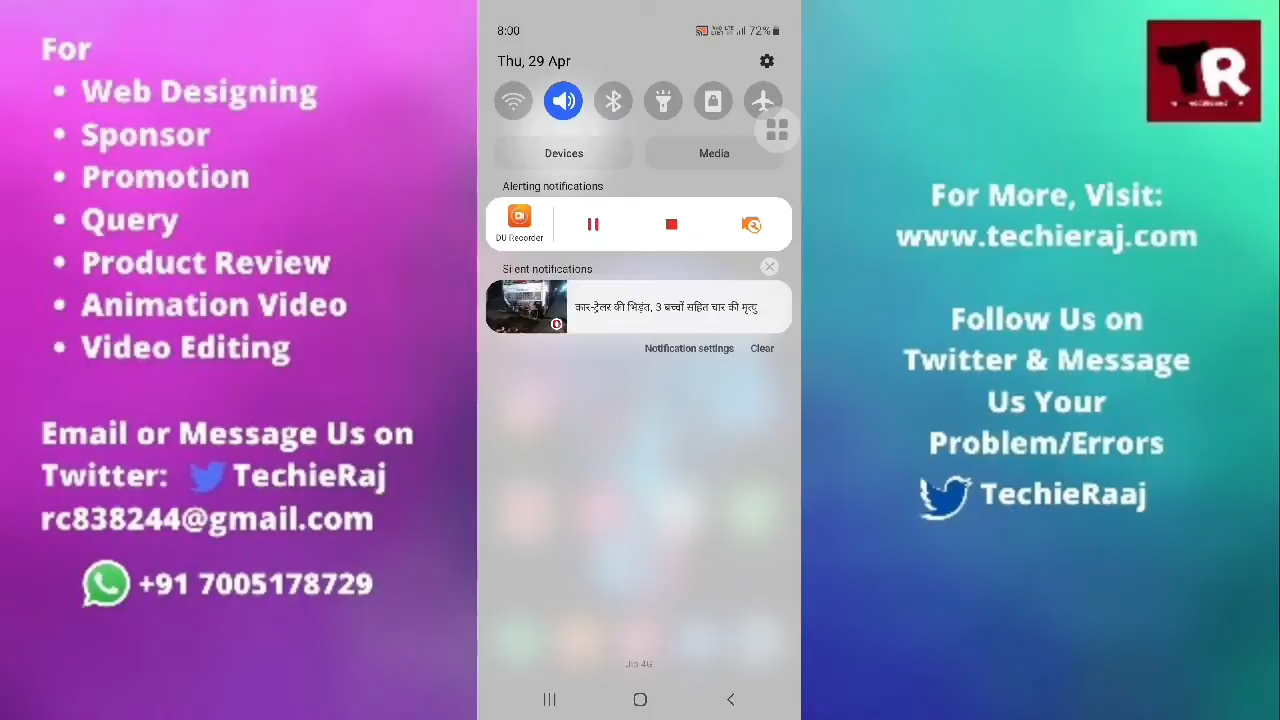 For
• Web Designing
• Sponsor
• Promotion
• Query
• Product Review
• Animation Video
• Video Editing
Email or Message Us on
Twitter: TechieRaj
rc838244@gmail.com
+91 7005178729
8:00
72%
Thu, 29 Apr
Devices
Media
Alerting notifications
DU Recorder
Silent notifications
कार-ट्रेलर की भिड़ंत, 3 बच्चों सहित चार की मृत्यु
Notification settings
Clear
Jio 4G
TR
For More, Visit:
www.techieraj.com
Follow Us on
Twitter & Message
Us Your
Problem/Errors
TechieRaaj